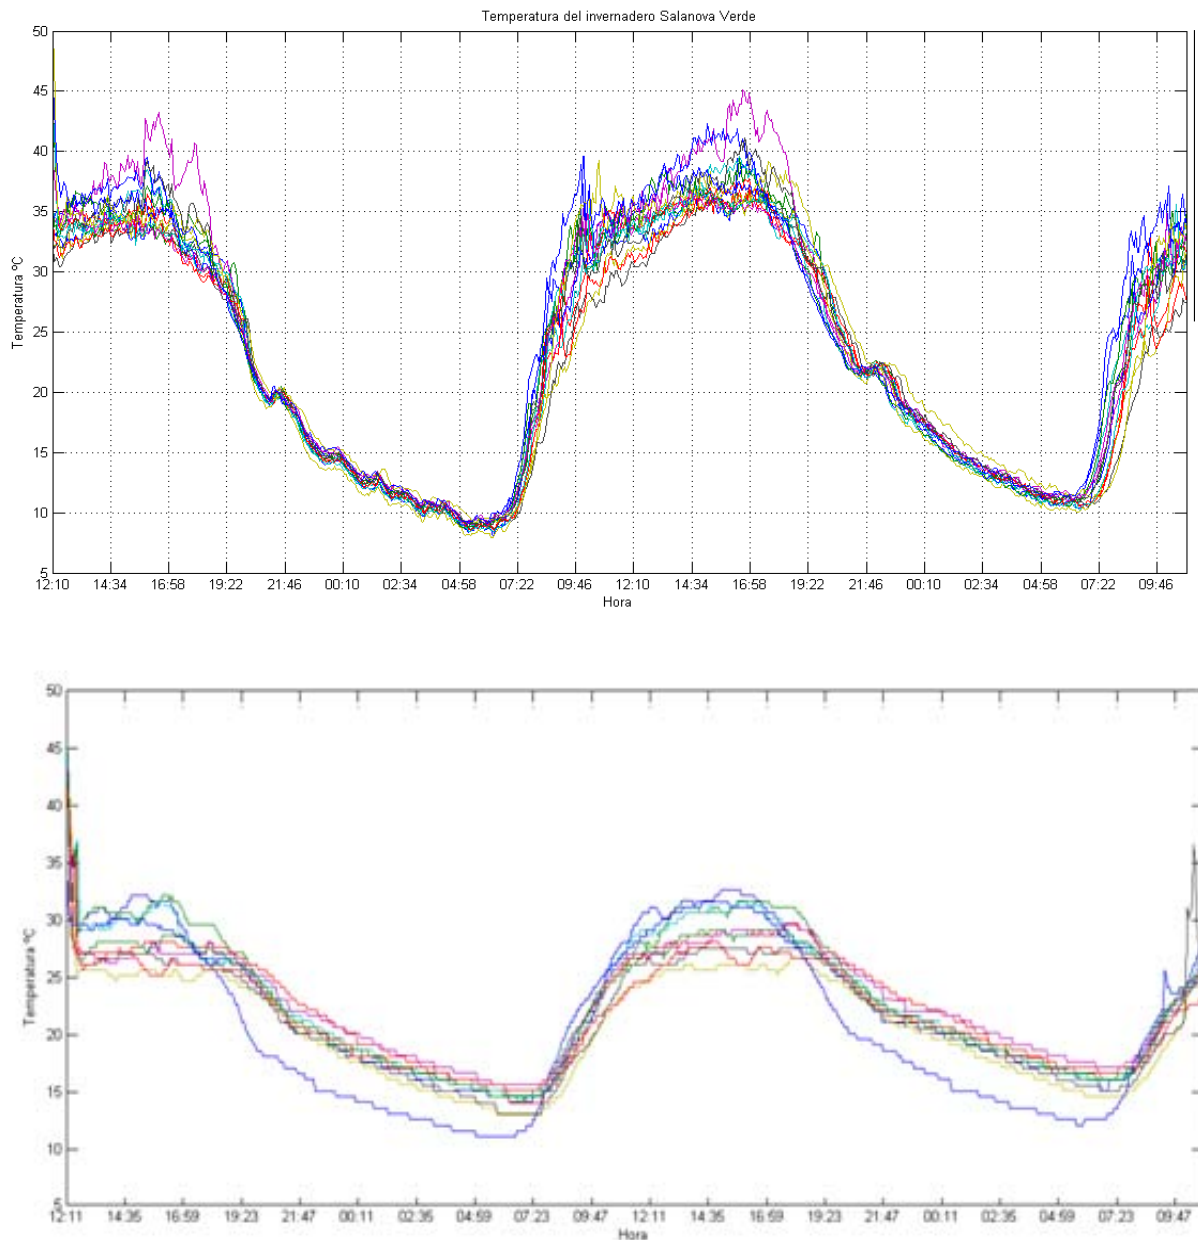 Temperatura del invernadero Salanova Verde
50
45
40
35
30
25
20
15
10
5
Temperatura ºC
12:10 14:34 16:58 19:22 21:46 00:10 02:34 04:58 07:22 09:46 12:10 14:34 16:58 19:22 21:46 00:10 02:34 04:58 07:22 09:46
Hora
50
45
40
35
30
25
20
15
10
5
Temperatura ºC
12:11 14:35 16:59 19:23 21:47 00:11 02:35 04:59 07:23 09:47 12:11 14:35 16:59 19:23 21:47 00:11 02:35 04:59 07:23 09:47
Hora